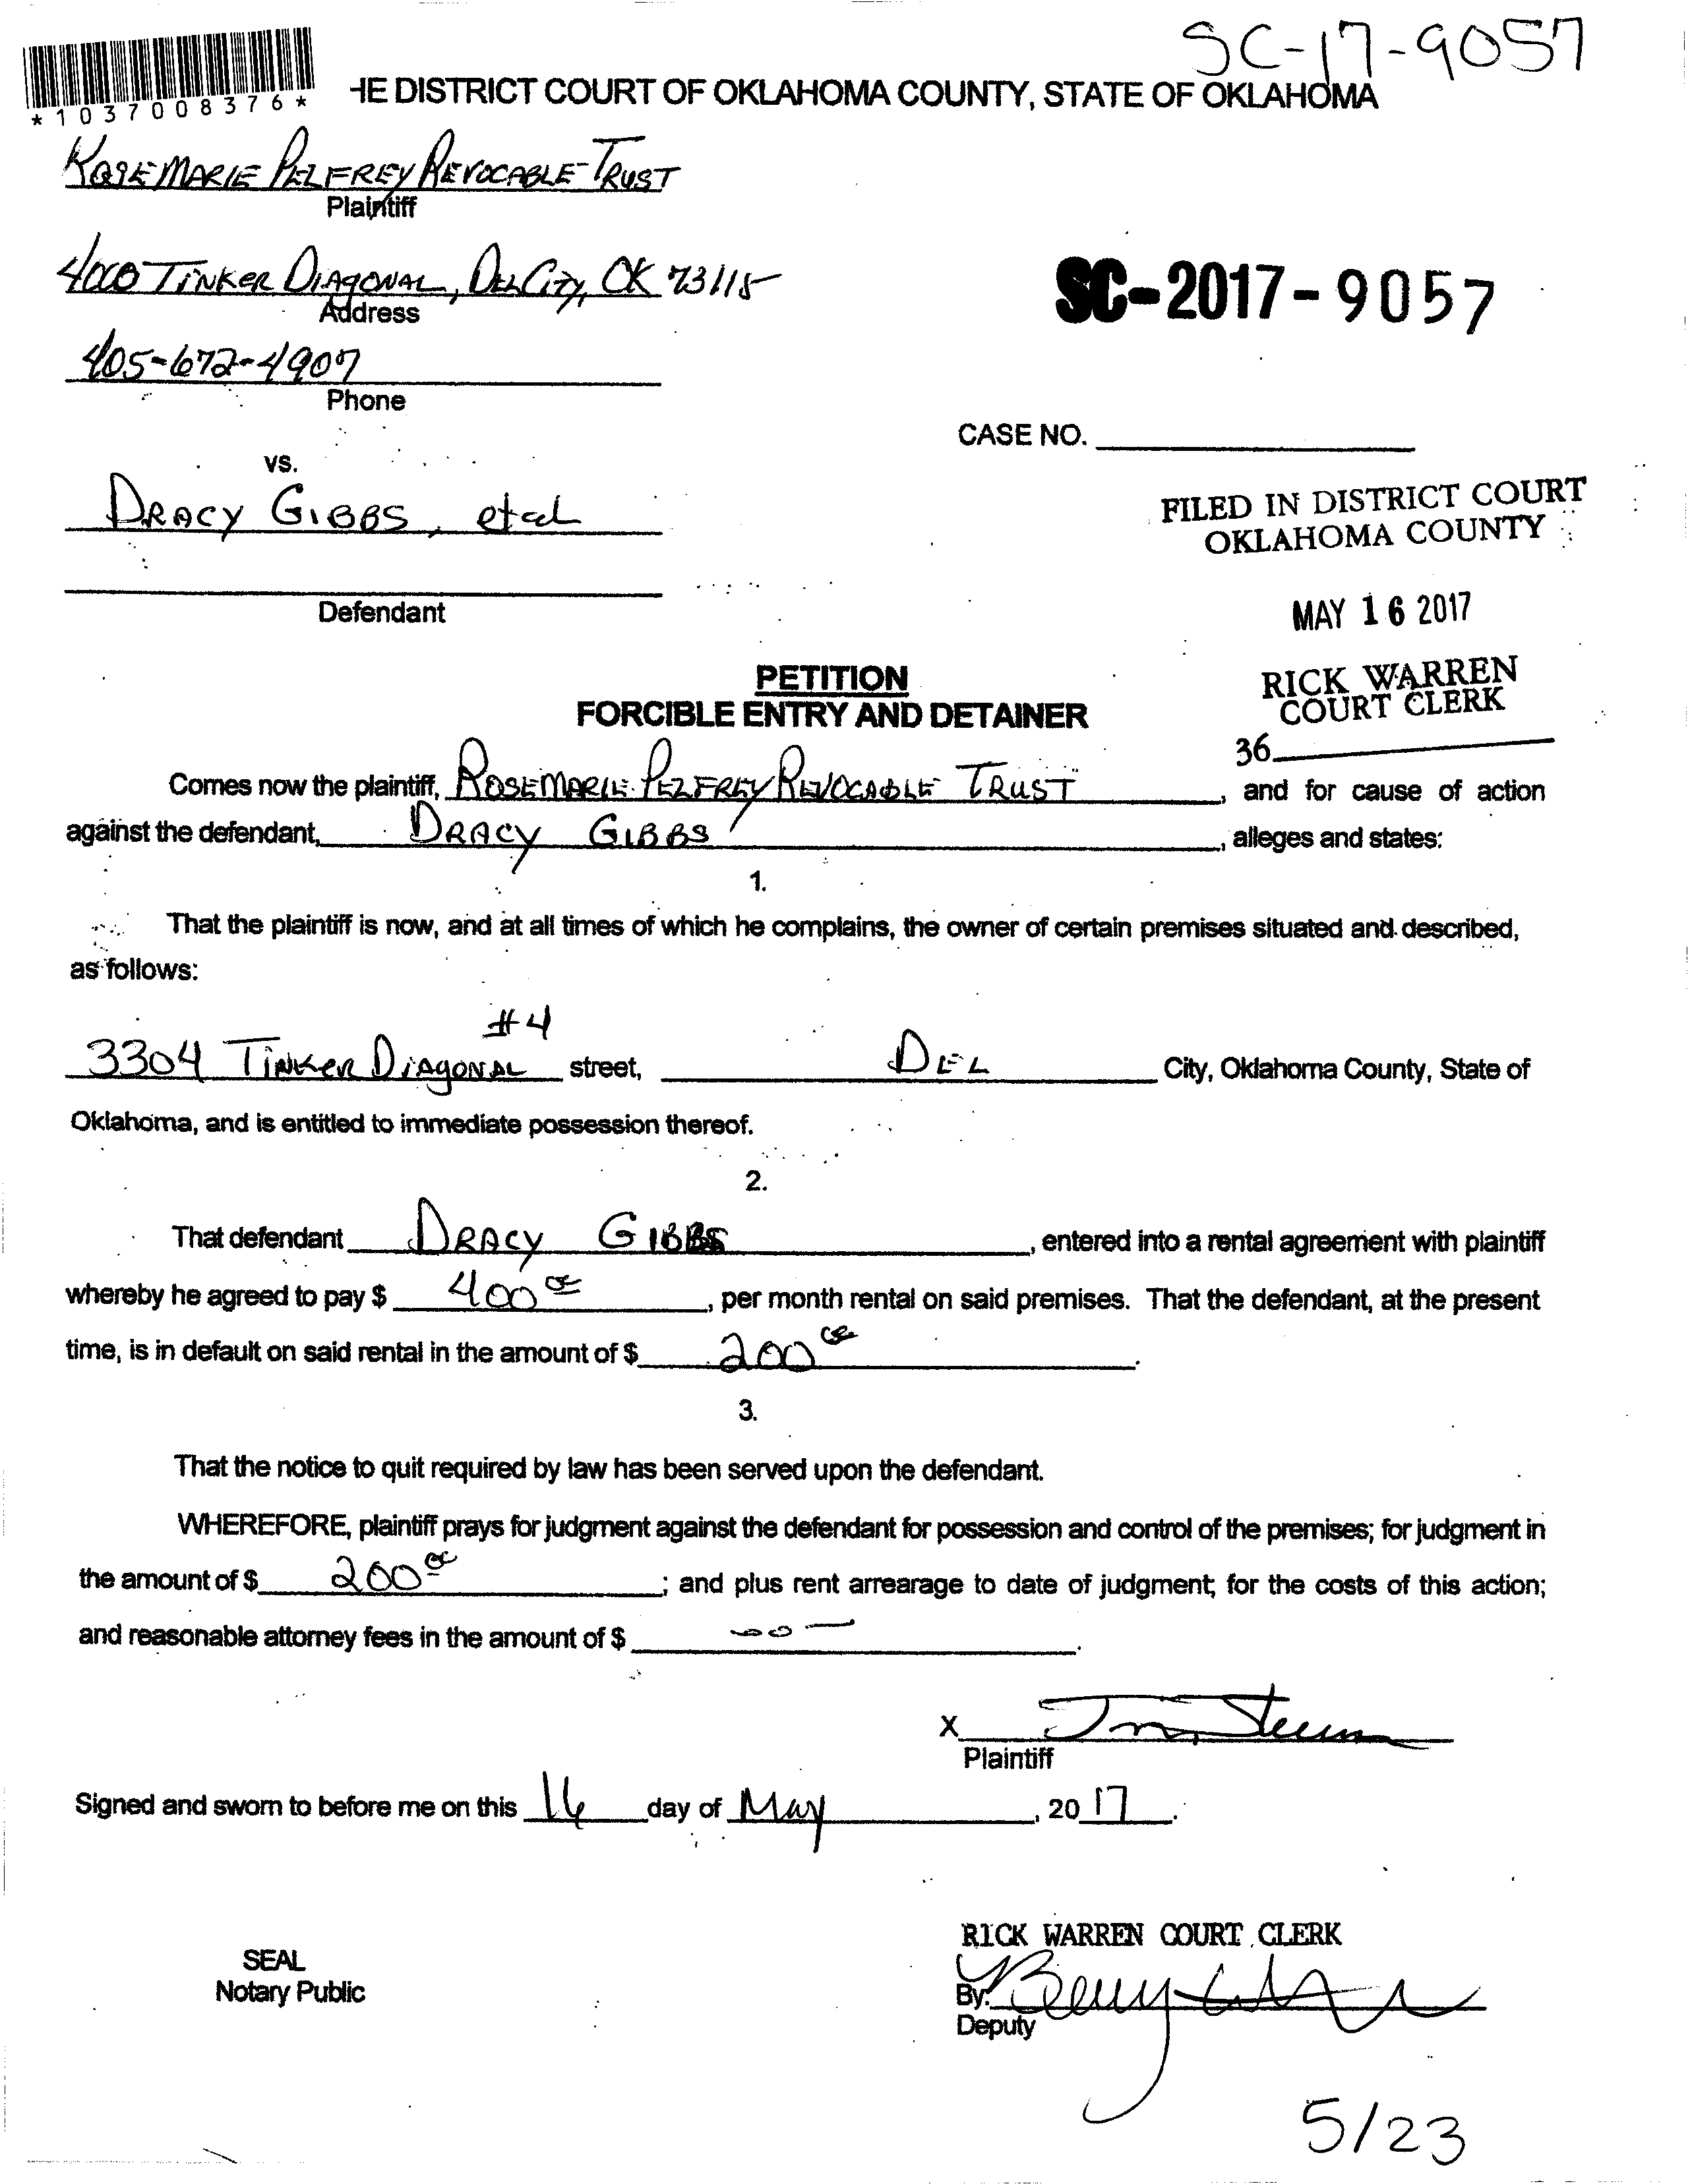 SC-17-9057
*1037008376*
HE DISTRICT COURT OF OKLAHOMA COUNTY, STATE OF OKLAHOMA
ROSEMARIE PELFREY REVOCABLE TRUST
Plaintiff
4000 TINKER DIAGONAL, DEL CITY, OK 73115
Address
SC-2017-9057
405-672-4907
Phone
CASE NO.
vs.
DRACY GIBBS, et al
FILED IN DISTRICT COURT
OKLAHOMA COUNTY
Defendant
MAY 16 2017
PETITION
FORCIBLE ENTRY AND DETAINER
RICK WARREN
COURT CLERK
36
Comes now the plaintiff, ROSEMARIE PELFREY REVOCABLE TRUST, and for cause of action
against the defendant, DRACY GIBBS, alleges and states:
1.
That the plaintiff is now, and at all times of which he complains, the owner of certain premises situated and described,
as follows:
#4
3304 TINKER DIAGONAL street, DEL City, Oklahoma County, State of
Oklahoma, and is entitled to immediate possession thereof.
2.
That defendant DRACY GIBBS, entered into a rental agreement with plaintiff
whereby he agreed to pay $ 400 00, per month rental on said premises. That the defendant, at the present
time, is in default on said rental in the amount of $ 200 00.
3.
That the notice to quit required by law has been served upon the defendant.
WHEREFORE, plaintiff prays for judgment against the defendant for possession and control of the premises; for judgment in
the amount of $ 200 00; and plus rent arrearage to date of judgment; for the costs of this action;
and reasonable attorney fees in the amount of $ 00 —.
X
Plaintiff
Signed and sworn to before me on this 16 day of May, 2017.
RICK WARREN COURT CLERK
SEAL
Notary Public
By:
Deputy
5/23